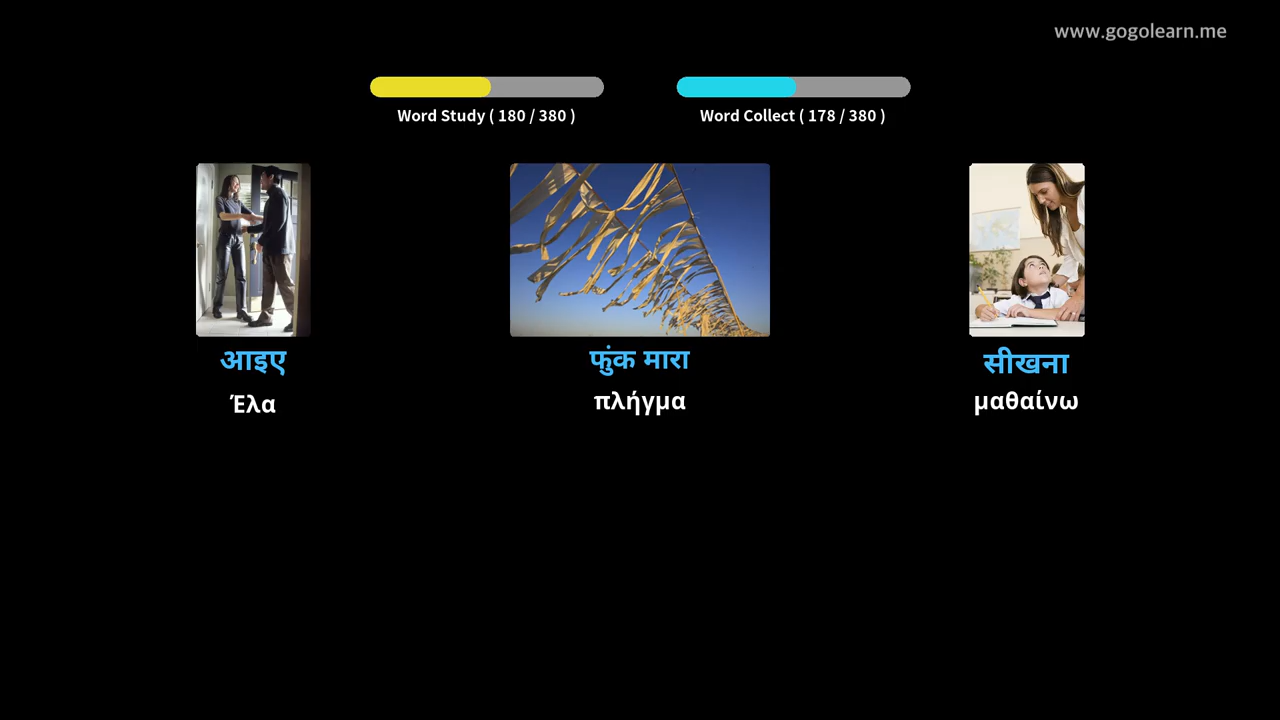 www.gogolearn.me
Word Study ( 180 / 380 )
Word Collect ( 178 / 380 )
आइए
फुंक मारा
सीखना
Έλα
πλήγμα
μαθαίνω